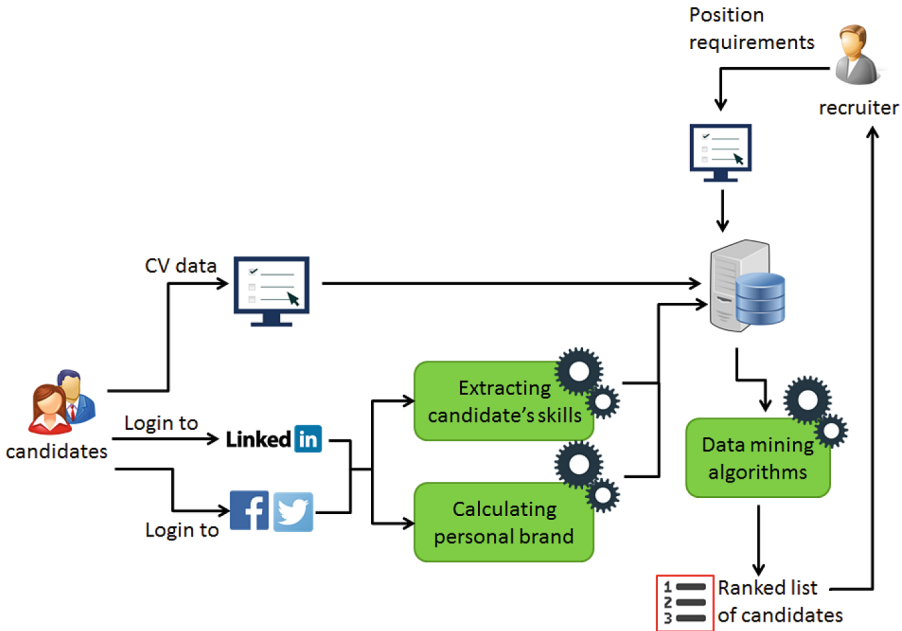 Position
requirements
recruiter
CV data
Extracting
candidate's skills
Login to
Linked in
candidates
Data mining
algorithms
Login to
f
Calculating
personal brand
1
2
3
Ranked list
of candidates